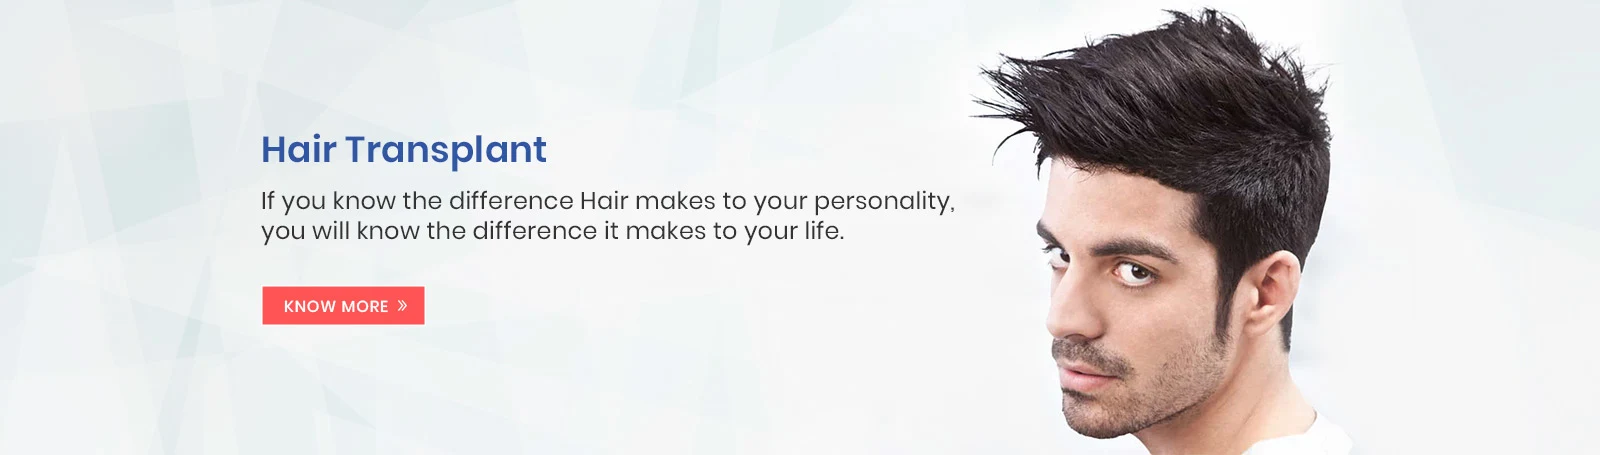 Hair Transplant
If you know the difference Hair makes to your personality,
you will know the difference it makes to your life.
KNOW MORE »